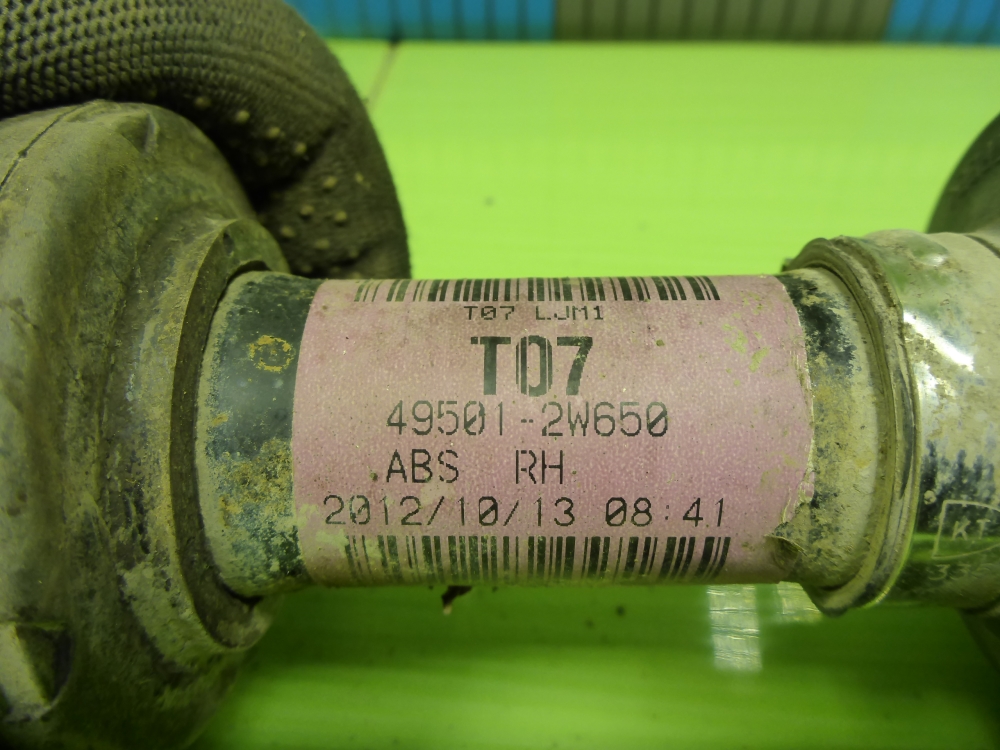 T07 LJM1
T07
49501-2W650
ABS RH
2012/10/13 08:41